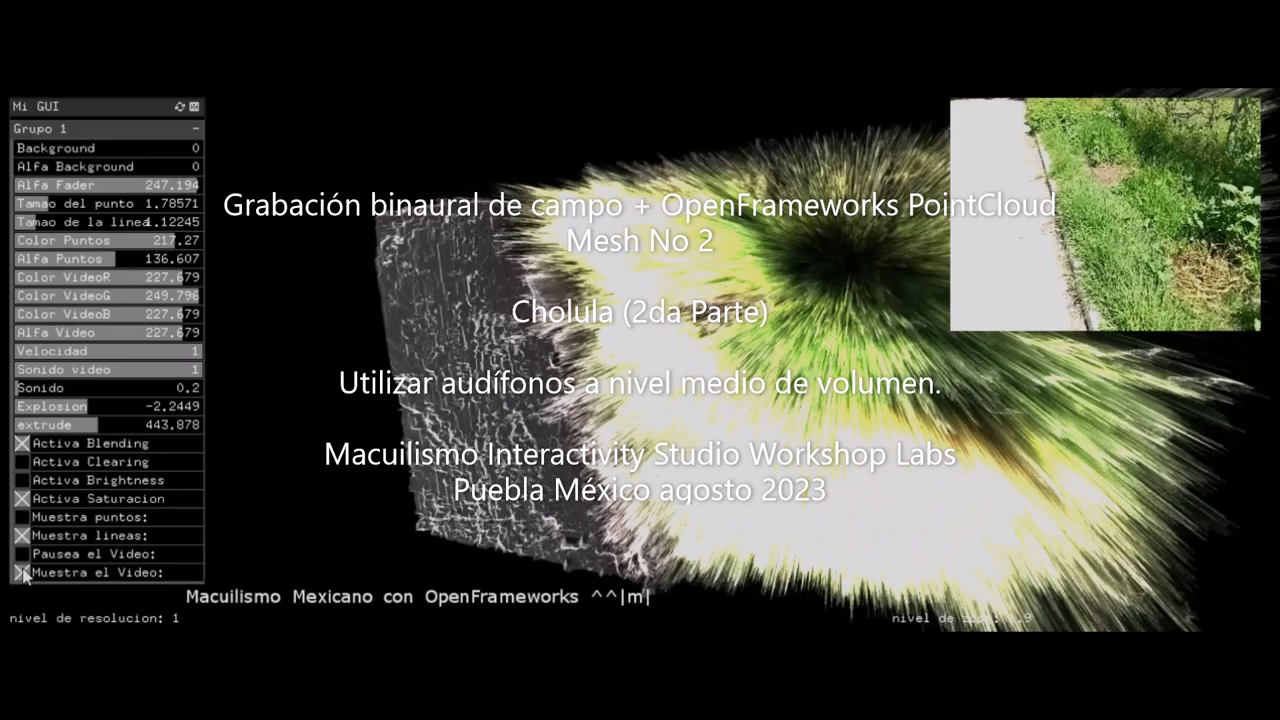 Mi GUI
Grupo 1 -
Background 0
Alfa Background 0
Alfa Fader 247.194
Tamao del punto 1.78571
Tamao de la linea1.12245
Color Puntos 217.27
Alfa Puntos 136.607
Color VideoR 227.679
Color VideoG 249.796
Color VideoB 227.679
Alfa Video 227.679
Velocidad 1
Sonido video 1
Sonido 0.2
Explosion -2.2449
extrude 443.878
Activa Blending
Activa Clearing
Activa Brightness
Activa Saturacion
Muestra puntos:
Muestra lineas:
Pausea el Video:
Muestra el Video:
Grabación binaural de campo + OpenFrameworks PointCloud
Mesh No 2
Cholula (2da Parte)
Utilizar audífonos a nivel medio de volumen.
Macuilismo Interactivity Studio Workshop Labs
Puebla México agosto 2023
Macuilismo Mexicano con OpenFrameworks ^^|m|
nivel de resolucion: 1
nivel de